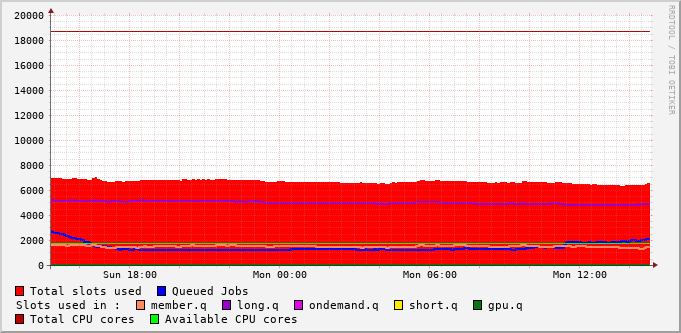 20000
18000
16000
14000
12000
10000
8000
6000
4000
2000
0
Sun 18:00 Mon 00:00 Mon 06:00 Mon 12:00
Total slots used Queued Jobs
Slots used in : member.q long.q ondemand.q short.q gpu.q
Total CPU cores Available CPU cores
RRDTOOL / TOBI OETIKER